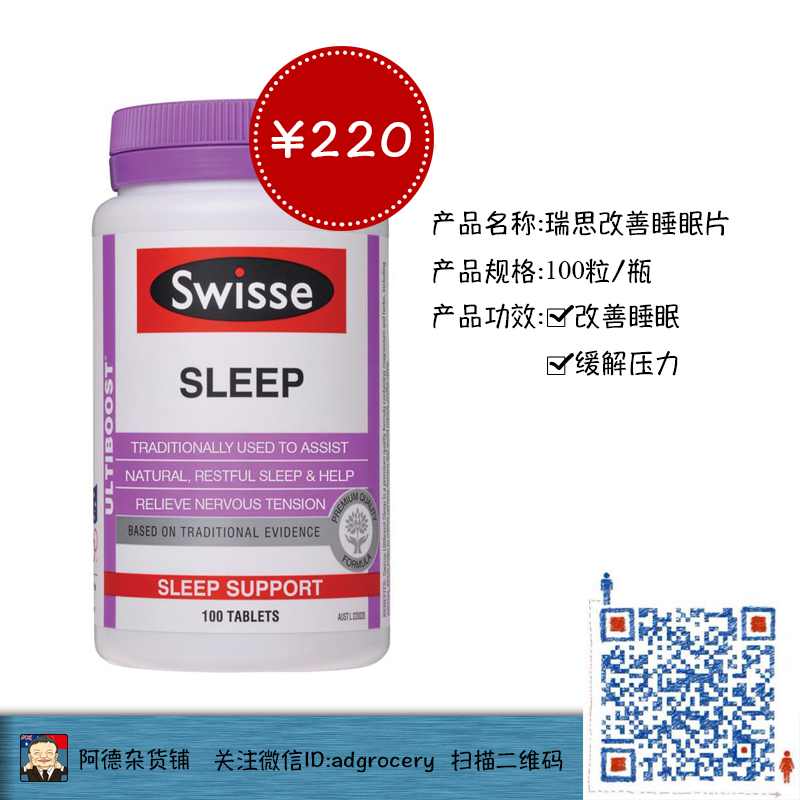 ¥220
产品名称:瑞思改善睡眠片
产品规格:100粒/瓶
产品功效:☑改善睡眠
☑缓解压力
Swisse
SLEEP
ULTIBOOST
TRADITIONALLY USED TO ASSIST
NATURAL, RESTFUL SLEEP & HELP
RELIEVE NERVOUS TENSION
BASED ON TRADITIONAL EVIDENCE
PREMIUM QUALITY
FORMULA
SLEEP SUPPORT
100 TABLETS
阿德杂货铺 关注微信ID:adgrocery 扫描二维码